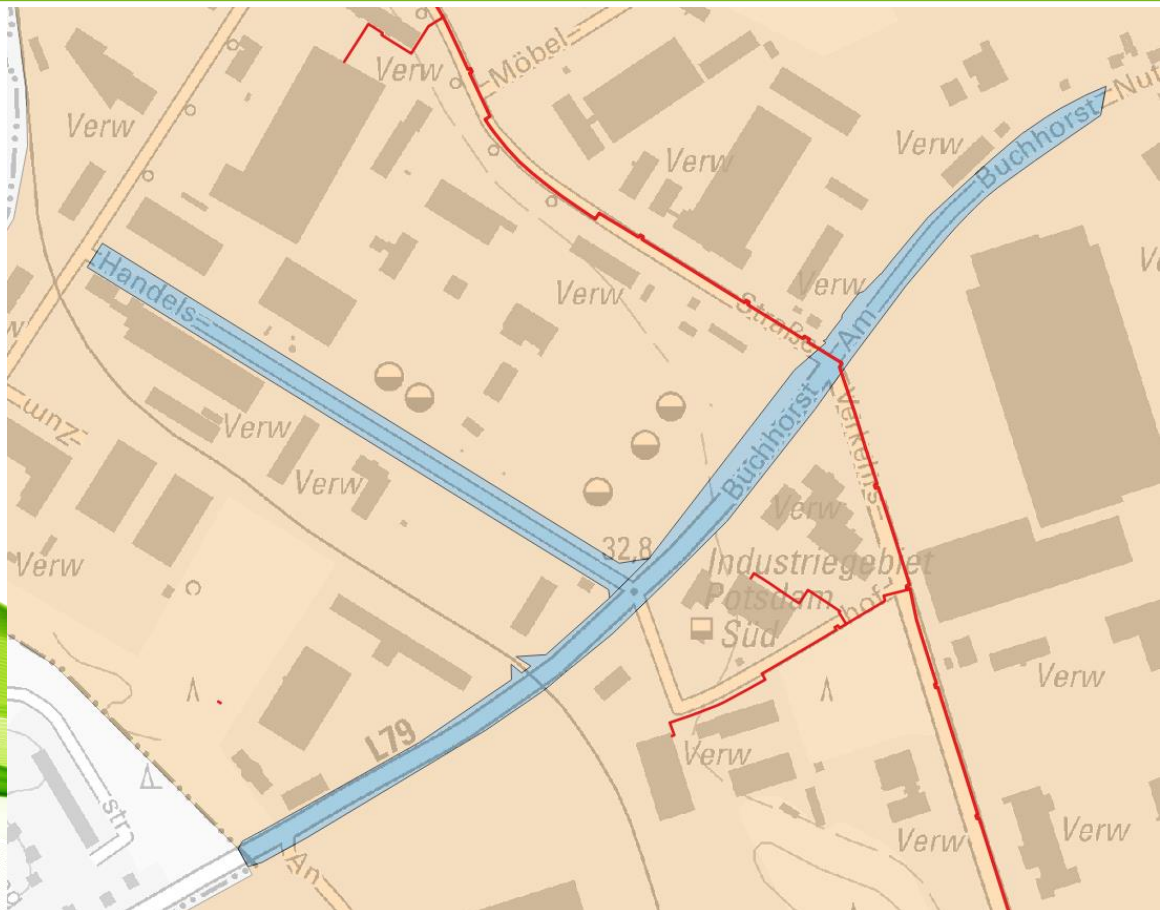 Möbel-
Verw
Nut
Verw
Verw
Verw
Buchhorst
Handels-
Verw
Verw
Straße
Am
Verkehrs-
Buchhorst
Zum
Verw
Verw
Verw
32,8
Industriegebiet
Potsdam
Süd
hof
Verw
Verw
L79
Verw
str.
An
Verw
Verw